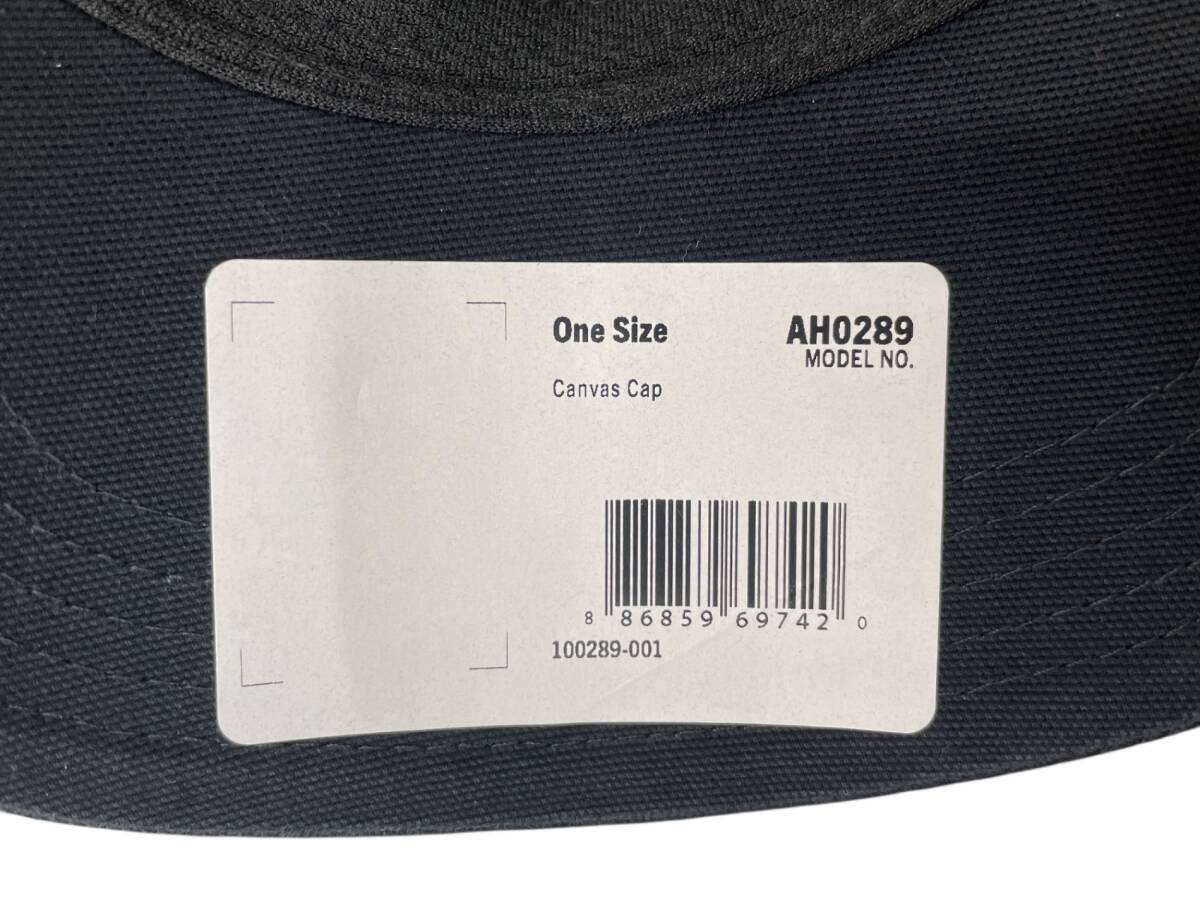 One Size
AH0289
MODEL NO.
Canvas Cap
8 86859 69742 0
100289-001